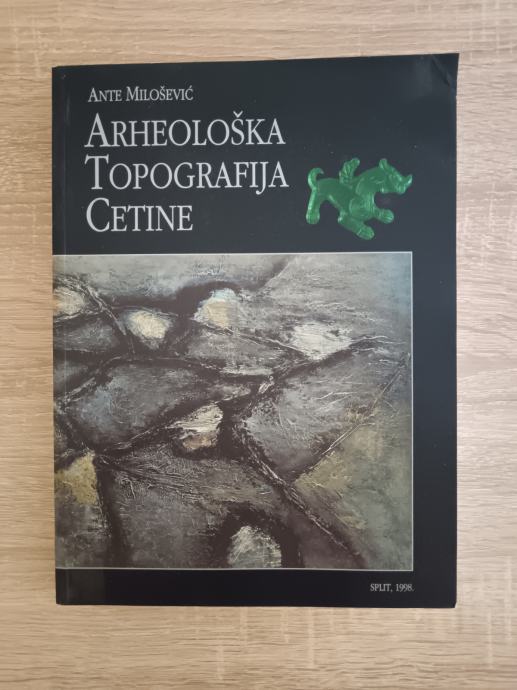 ANTE MILOŠEVIĆ
ARHEOLOŠKA
TOPOGRAFIJA
CETINE
SPLIT, 1998.